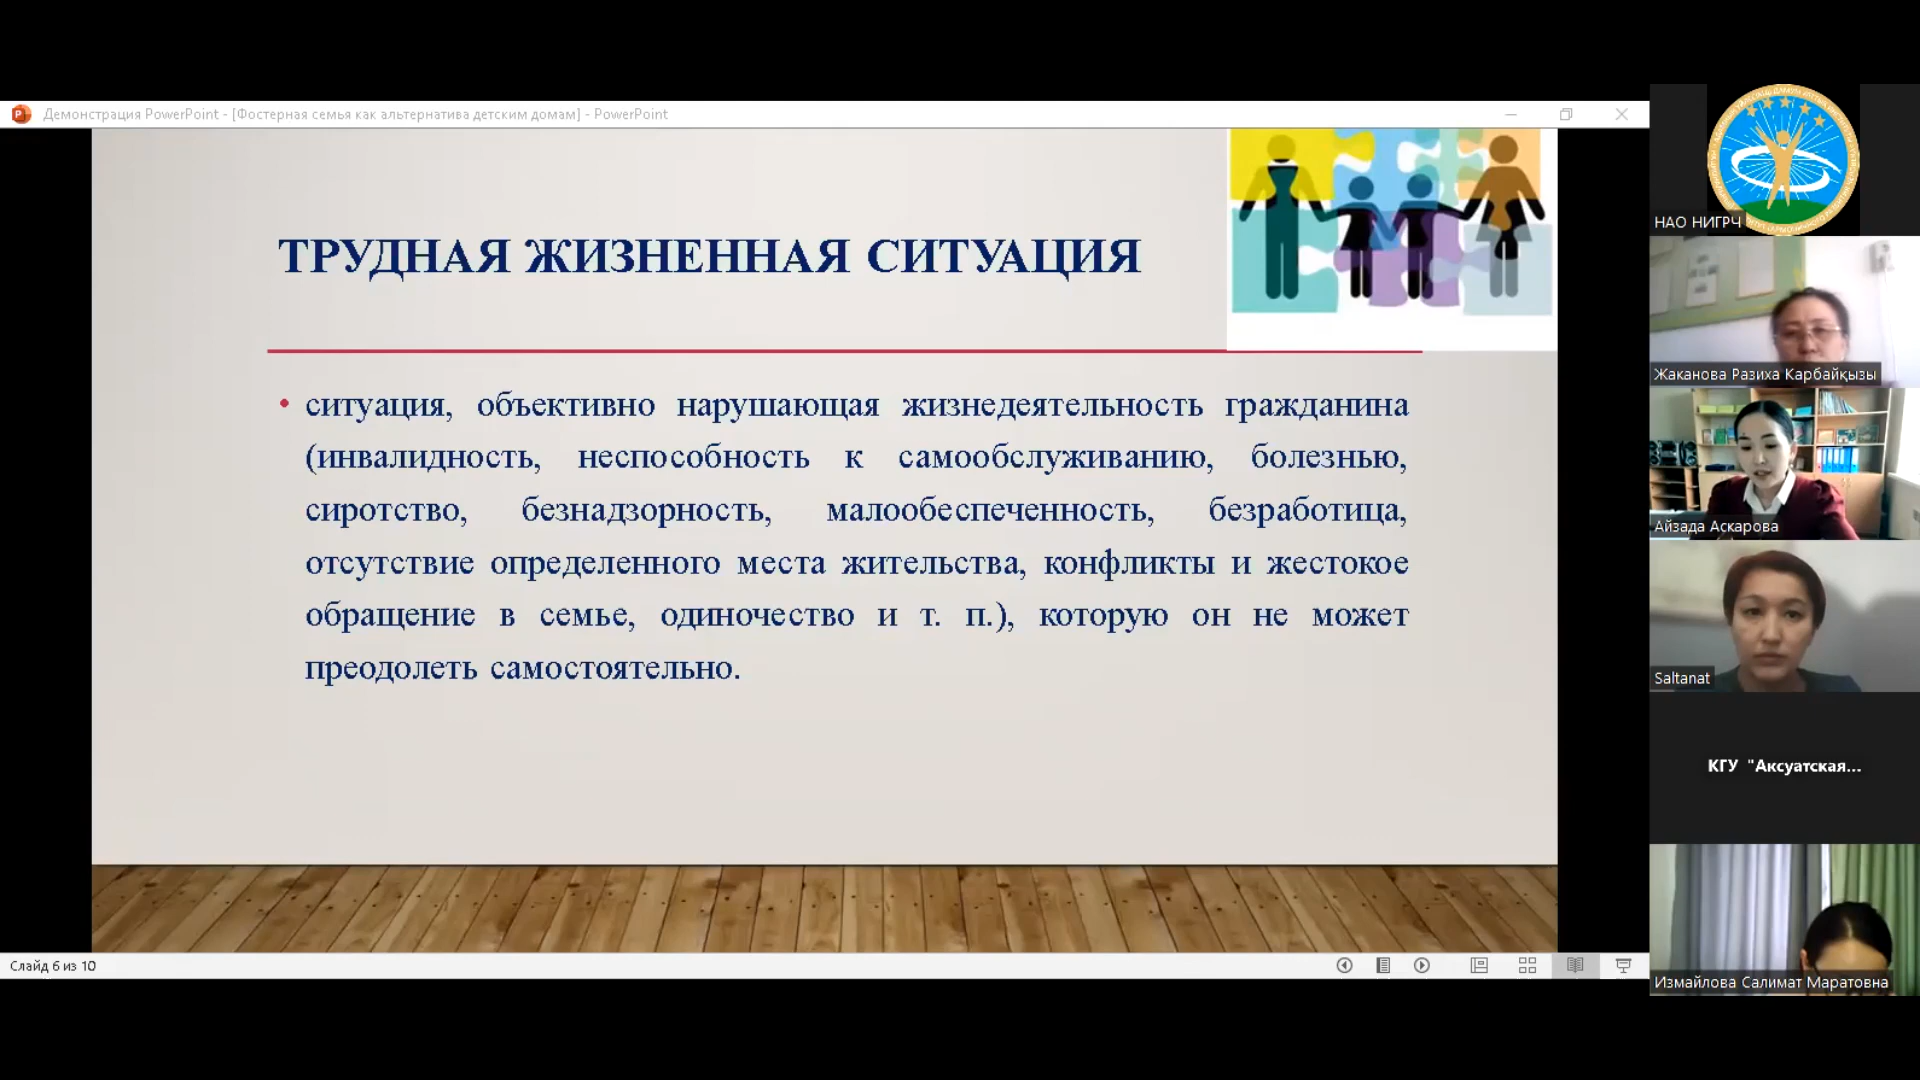 Демонстрация PowerPoint - [Фостерная семья как альтернатива детским домам] - PowerPoint
ТРУДНАЯ ЖИЗНЕННАЯ СИТУАЦИЯ
• ситуация, объективно нарушающая жизнедеятельность гражданина
(инвалидность, неспособность к самообслуживанию, болезнью,
сиротство, безнадзорность, малообеспеченность, безработица,
отсутствие определенного места жительства, конфликты и жестокое
обращение в семье, одиночество и т. п.), которую он не может
преодолеть самостоятельно.
Слайд 6 из 10
НАО НИГРЧ
Жаканова Разиха Карбайқызы
Айзада Аскарова
Saltanat
КГУ "Аксуатская...
Измайлова Салимат Маратовна